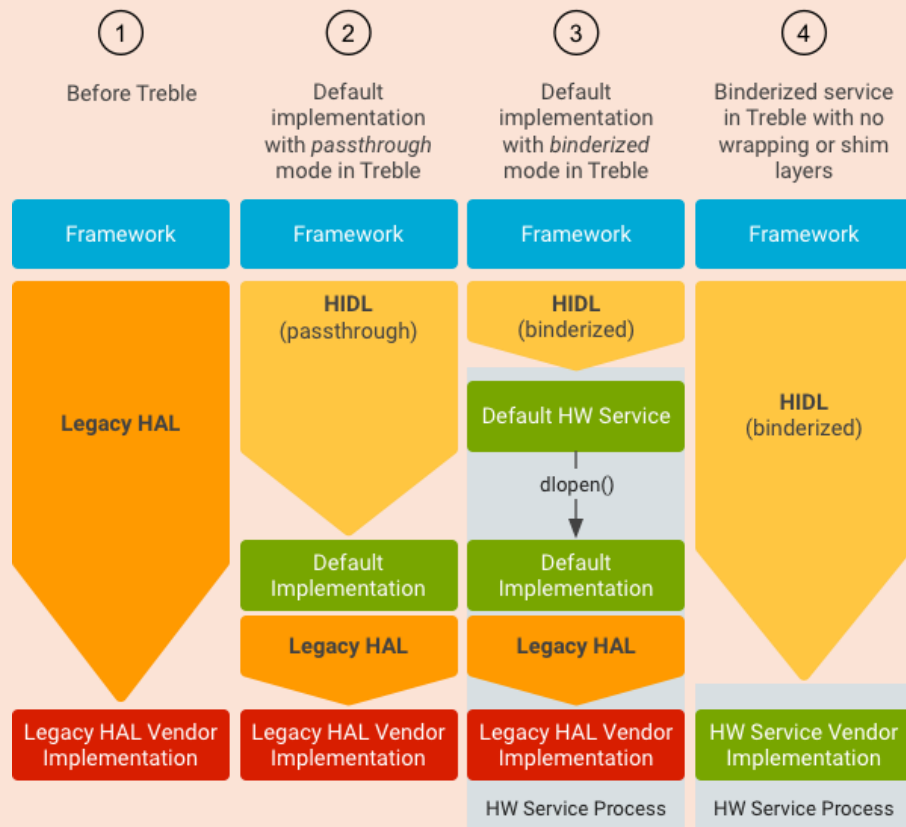 1
2
3
4
Before Treble
Default
implementation
with passthrough
mode in Treble
Default
implementation
with binderized
mode in Treble
Binderized service
in Treble with no
wrapping or shim
layers
Framework
Framework
Framework
Framework
Legacy HAL
HIDL
(passthrough)
HIDL
(binderized)
HIDL
(binderized)
Default HW Service
dlopen()
Default
Implementation
Default
Implementation
Legacy HAL
Legacy HAL
Legacy HAL Vendor
Implementation
Legacy HAL Vendor
Implementation
Legacy HAL Vendor
Implementation
HW Service Vendor
Implementation
HW Service Process
HW Service Process